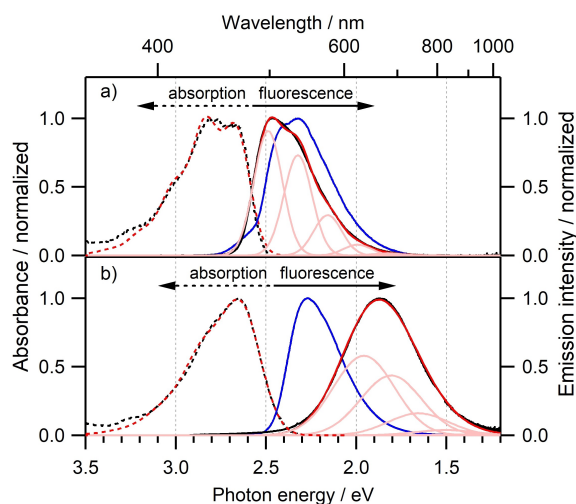 Wavelength / nm
400 600 800 1000
a) absorption fluorescence
1.0 1.0
0.5 0.5
0.0 0.0
b) absorption fluorescence
1.0 1.0
0.5 0.5
0.0 0.0
3.5 3.0 2.5 2.0 1.5
Photon energy / eV
Absorbance / normalized
Emission intensity / normalized